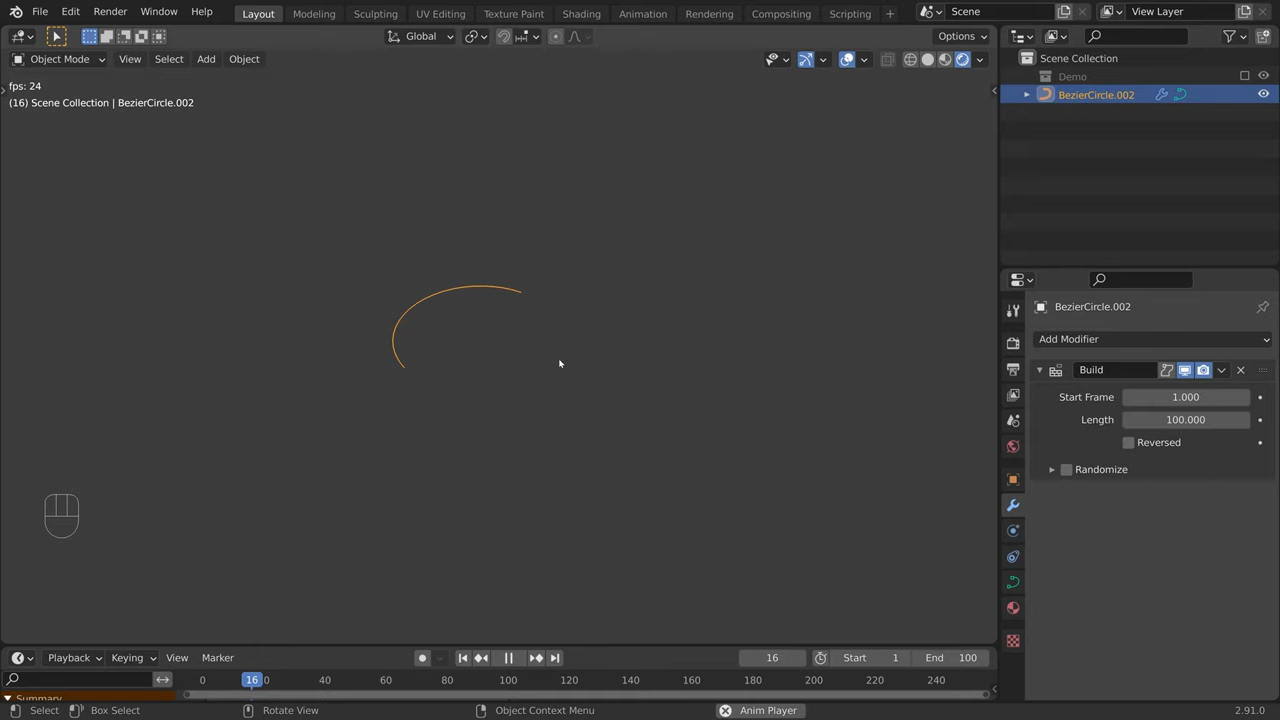 File Edit Render Window Help Layout Modeling Sculpting UV Editing Texture Paint Shading Animation Rendering Compositing Scripting Scene View Layer
Global Options
Object Mode View Select Add Object
Scene Collection
Demo
BezierCircle.002
fps: 24
(16) Scene Collection | BezierCircle.002
BezierCircle.002
Add Modifier
Build
Start Frame 1.000
Length 100.000
Reversed
Randomize
Playback Keying View Marker 16 Start 1 End 100
0 16 20 40 60 80 100 120 140 160 180 200 220 240
Summary
Select Box Select Rotate View Object Context Menu Anim Player 2.91.0